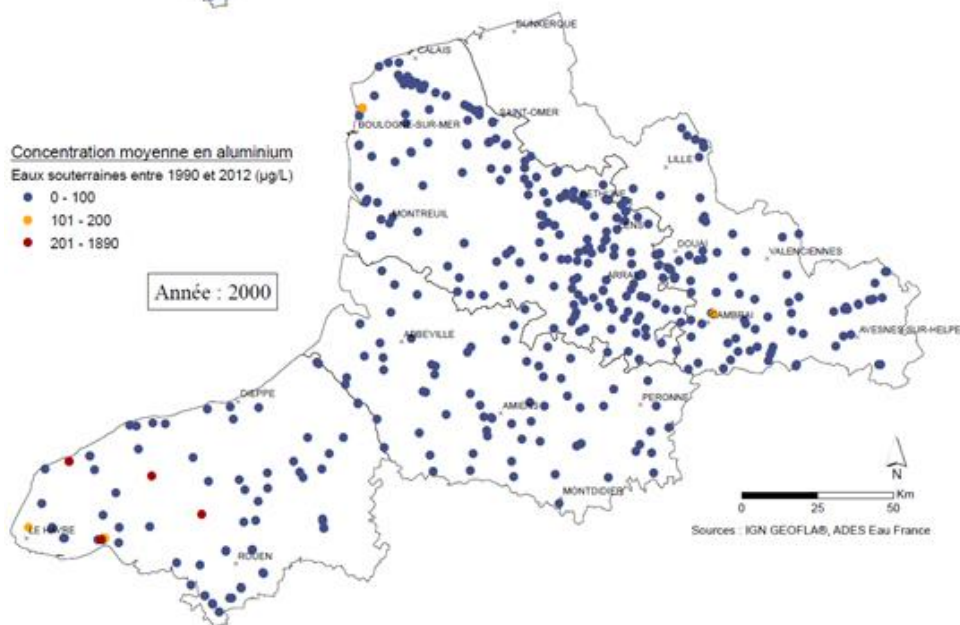 DUNKERQUE
CALAIS
SAINT-OMER
BOULOGNE-SUR-MER
Concentration moyenne en aluminium
Eaux souterraines entre 1990 et 2012 (µg/L)
0 - 100
101 - 200
201 - 1890
LILLE
BETHUNE
MONTREUIL
LENS
DOUAI
VALENCIENNES
ARRAS
Année : 2000
CAMBRAI
AVESNES-SUR-HELPE
ABBEVILLE
DIEPPE
PERONNE
AMIENS
N
MONTDIDIER
Km
0 25 50
Sources : IGN GEOFLA®, ADES Eau France
LE HAVRE
ROUEN